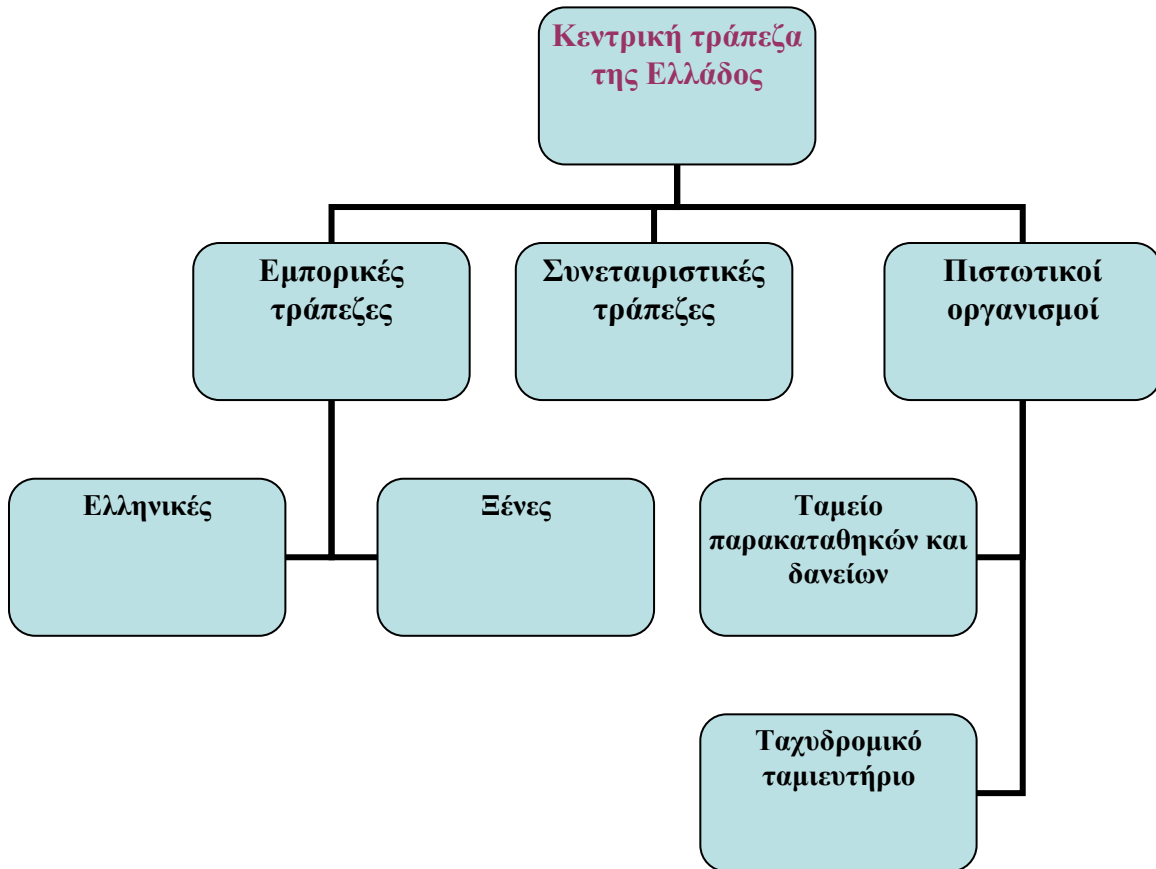 Κεντρική τράπεζα
της Ελλάδος
Εμπορικές
τράπεζες
Συνεταιριστικές
τράπεζες
Πιστωτικοί
οργανισμοί
Ελληνικές
Ξένες
Ταμείο
παρακαταθηκών και
δανείων
Ταχυδρομικό
ταμιευτήριο